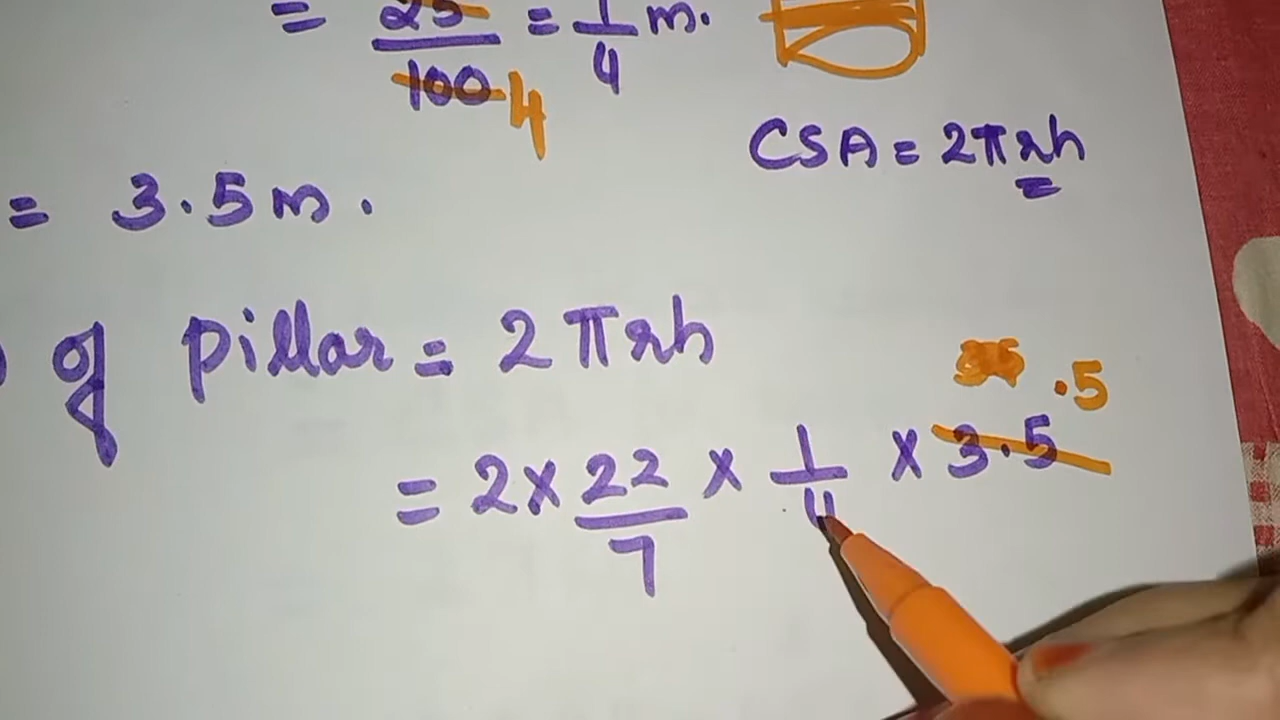 = 25/100 = 1/4 m.
4
CSA = 2πrh
= 3.5 m.
of pillar = 2πrh
.5
= 2 × 22/7 × 1/4 × 3.5